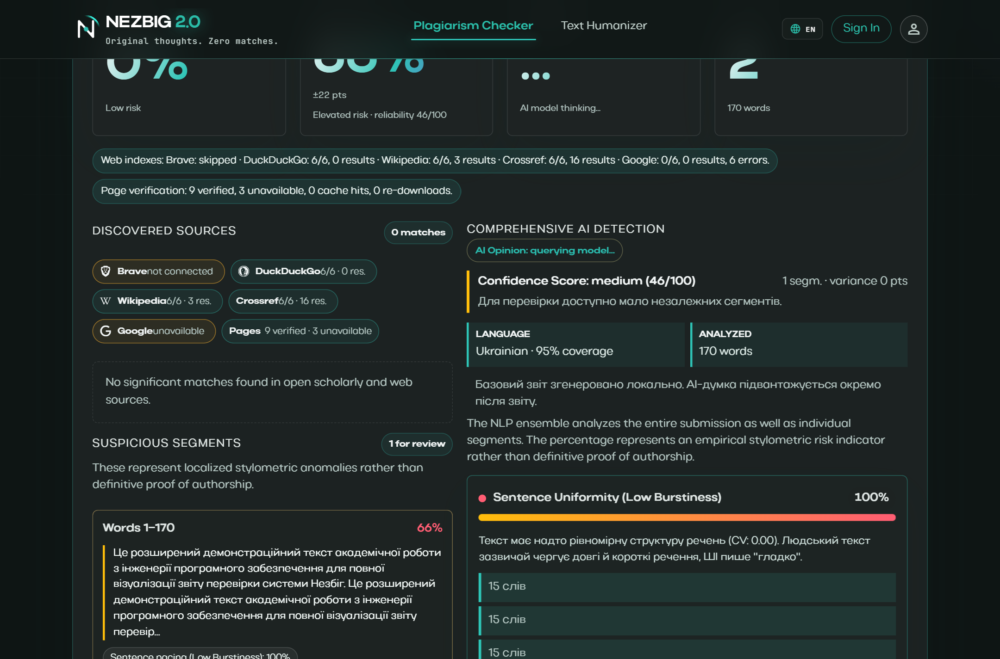 NEZBIG 2.0
Original thoughts. Zero matches.
Plagiarism Checker
Text Humanizer
EN
Sign In
0%
Low risk
66%
±22 pts
Elevated risk · reliability 46/100
...
AI model thinking...
2
170 words
Web indexes: Brave: skipped · DuckDuckGo: 6/6, 0 results · Wikipedia: 6/6, 3 results · Crossref: 6/6, 16 results · Google: 0/6, 0 results, 6 errors.
Page verification: 9 verified, 3 unavailable, 0 cache hits, 0 re-downloads.
DISCOVERED SOURCES
0 matches
Brave not connected
DuckDuckGo 6/6 · 0 res.
Wikipedia 6/6 · 3 res.
Crossref 6/6 · 16 res.
Google unavailable
Pages 9 verified · 3 unavailable
No significant matches found in open scholarly and web
sources.
SUSPICIOUS SEGMENTS
1 for review
These represent localized stylometric anomalies rather than
definitive proof of authorship.
Words 1–170
66%
Це розширений демонстраційний текст академічної роботи
з інженерії програмного забезпечення для повної
візуалізації звіту перевірки системи Незбіг. Це розширений
демонстраційний текст академічної роботи з інженерії
програмного забезпечення для повної візуалізації звіту
перевір...
Sentence pacing (Low Burstiness): 100%
COMPREHENSIVE AI DETECTION
AI Opinion: querying model...
Confidence Score: medium (46/100)
1 segm. · variance 0 pts
Для перевірки доступно мало незалежних сегментів.
LANGUAGE
Ukrainian · 95% coverage
ANALYZED
170 words
Базовий звіт згенеровано локально. AI-думка підвантажується окремо
після звіту.
The NLP ensemble analyzes the entire submission as well as individual
segments. The percentage represents an empirical stylometric risk indicator
rather than definitive proof of authorship.
Sentence Uniformity (Low Burstiness)
100%
Текст має надто рівномірну структуру речень (CV: 0.00). Людський текст
зазвичай чергує довгі й короткі речення, ШІ пише "гладко".
15 слів
15 слів
15 слів